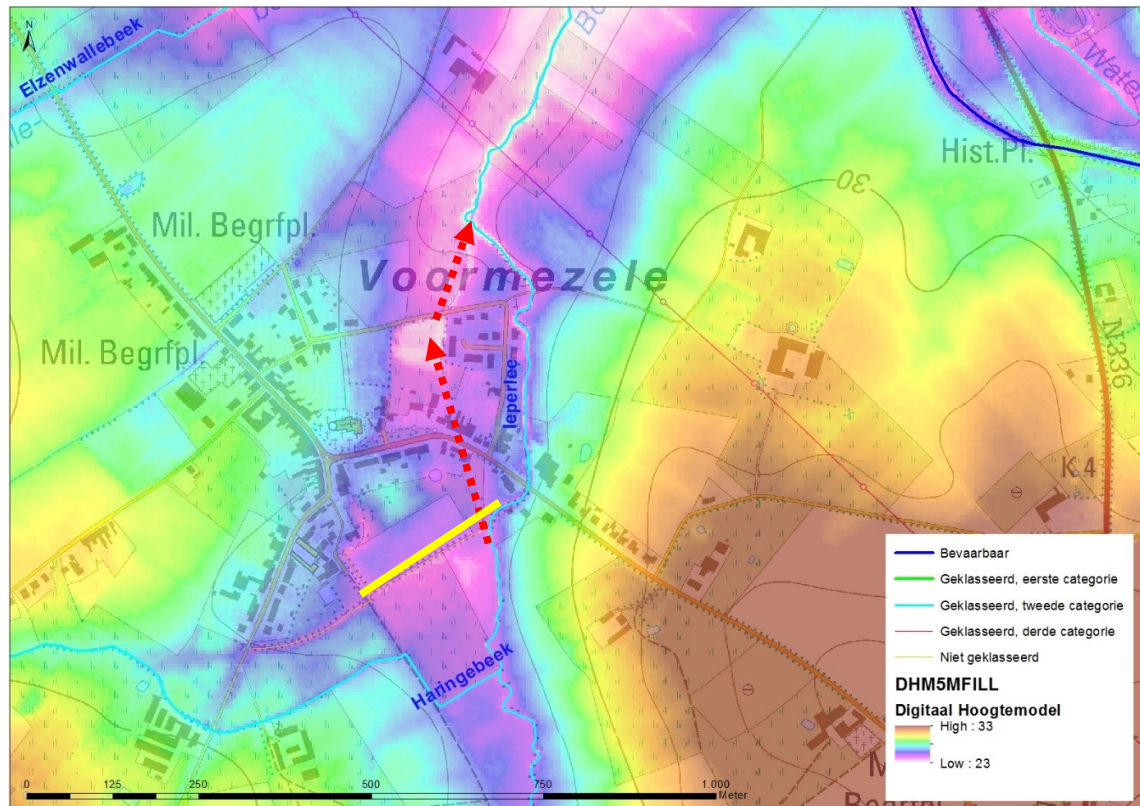 N
Elzenwallebeek
Hist.Pf.
30
Mil. Begrfpl.
Voormezele
Mil. Begrfpl.
N336
Ieperlee
K.4
Haringebeek
Bevaarbaar
Geklasseerd, eerste categorie
Geklasseerd, tweede categorie
Geklasseerd, derde categorie
Niet geklasseerd
DHM5MFILL
Digitaal Hoogtemodel
High : 33
Low : 23
0 125 250 500 750 1.000
Meter